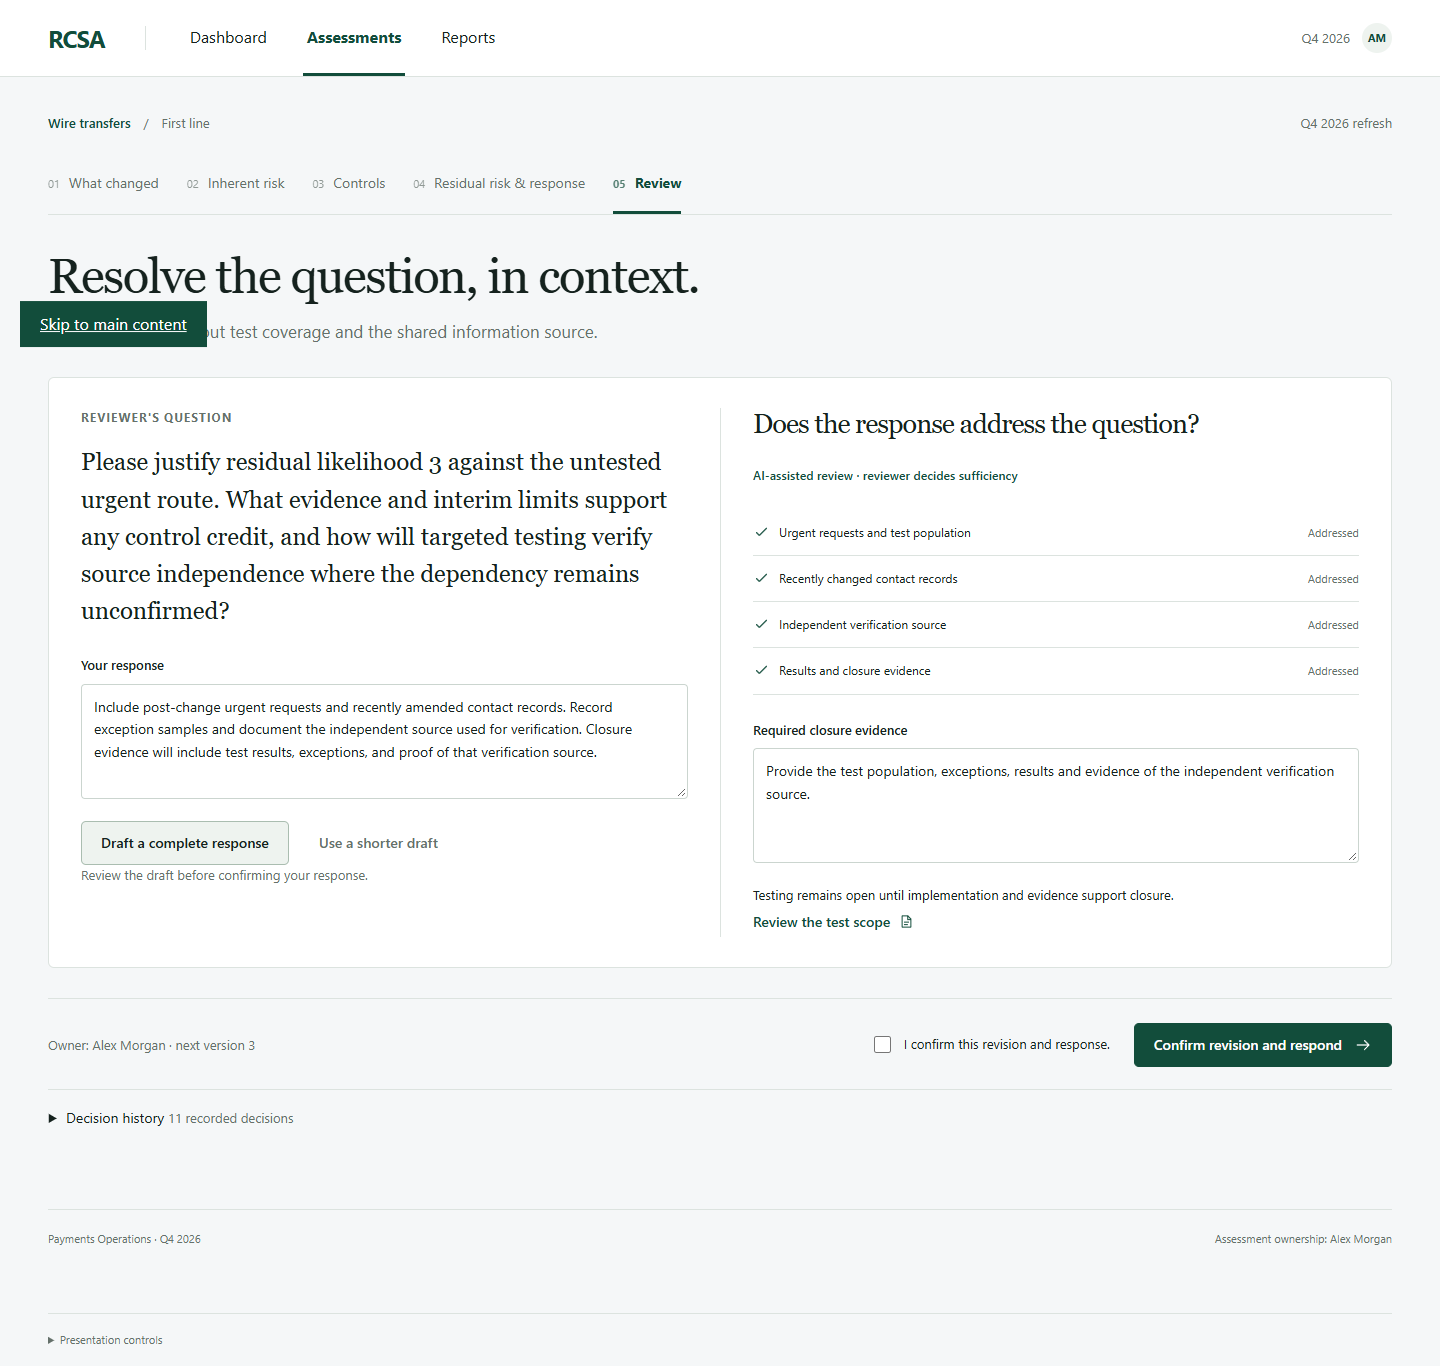 RCSA
Dashboard
Assessments
Reports
Q4 2026
AM
Wire transfers / First line
Q4 2026 refresh
01 What changed
02 Inherent risk
03 Controls
04 Residual risk & response
05 Review
Resolve the question, in context.
Skip to main content
test coverage and the shared information source.
REVIEWER'S QUESTION
Please justify residual likelihood 3 against the untested
urgent route. What evidence and interim limits support
any control credit, and how will targeted testing verify
source independence where the dependency remains
unconfirmed?
Your response
Include post-change urgent requests and recently amended contact records. Record
exception samples and document the independent source used for verification. Closure
evidence will include test results, exceptions, and proof of that verification source.
Draft a complete response
Use a shorter draft
Review the draft before confirming your response.
Does the response address the question?
AI-assisted review · reviewer decides sufficiency
Urgent requests and test population Addressed
Recently changed contact records Addressed
Independent verification source Addressed
Results and closure evidence Addressed
Required closure evidence
Provide the test population, exceptions, results and evidence of the independent verification
source.
Testing remains open until implementation and evidence support closure.
Review the test scope
Owner: Alex Morgan · next version 3
I confirm this revision and response.
Confirm revision and respond →
Decision history 11 recorded decisions
Payments Operations · Q4 2026
Assessment ownership: Alex Morgan
Presentation controls